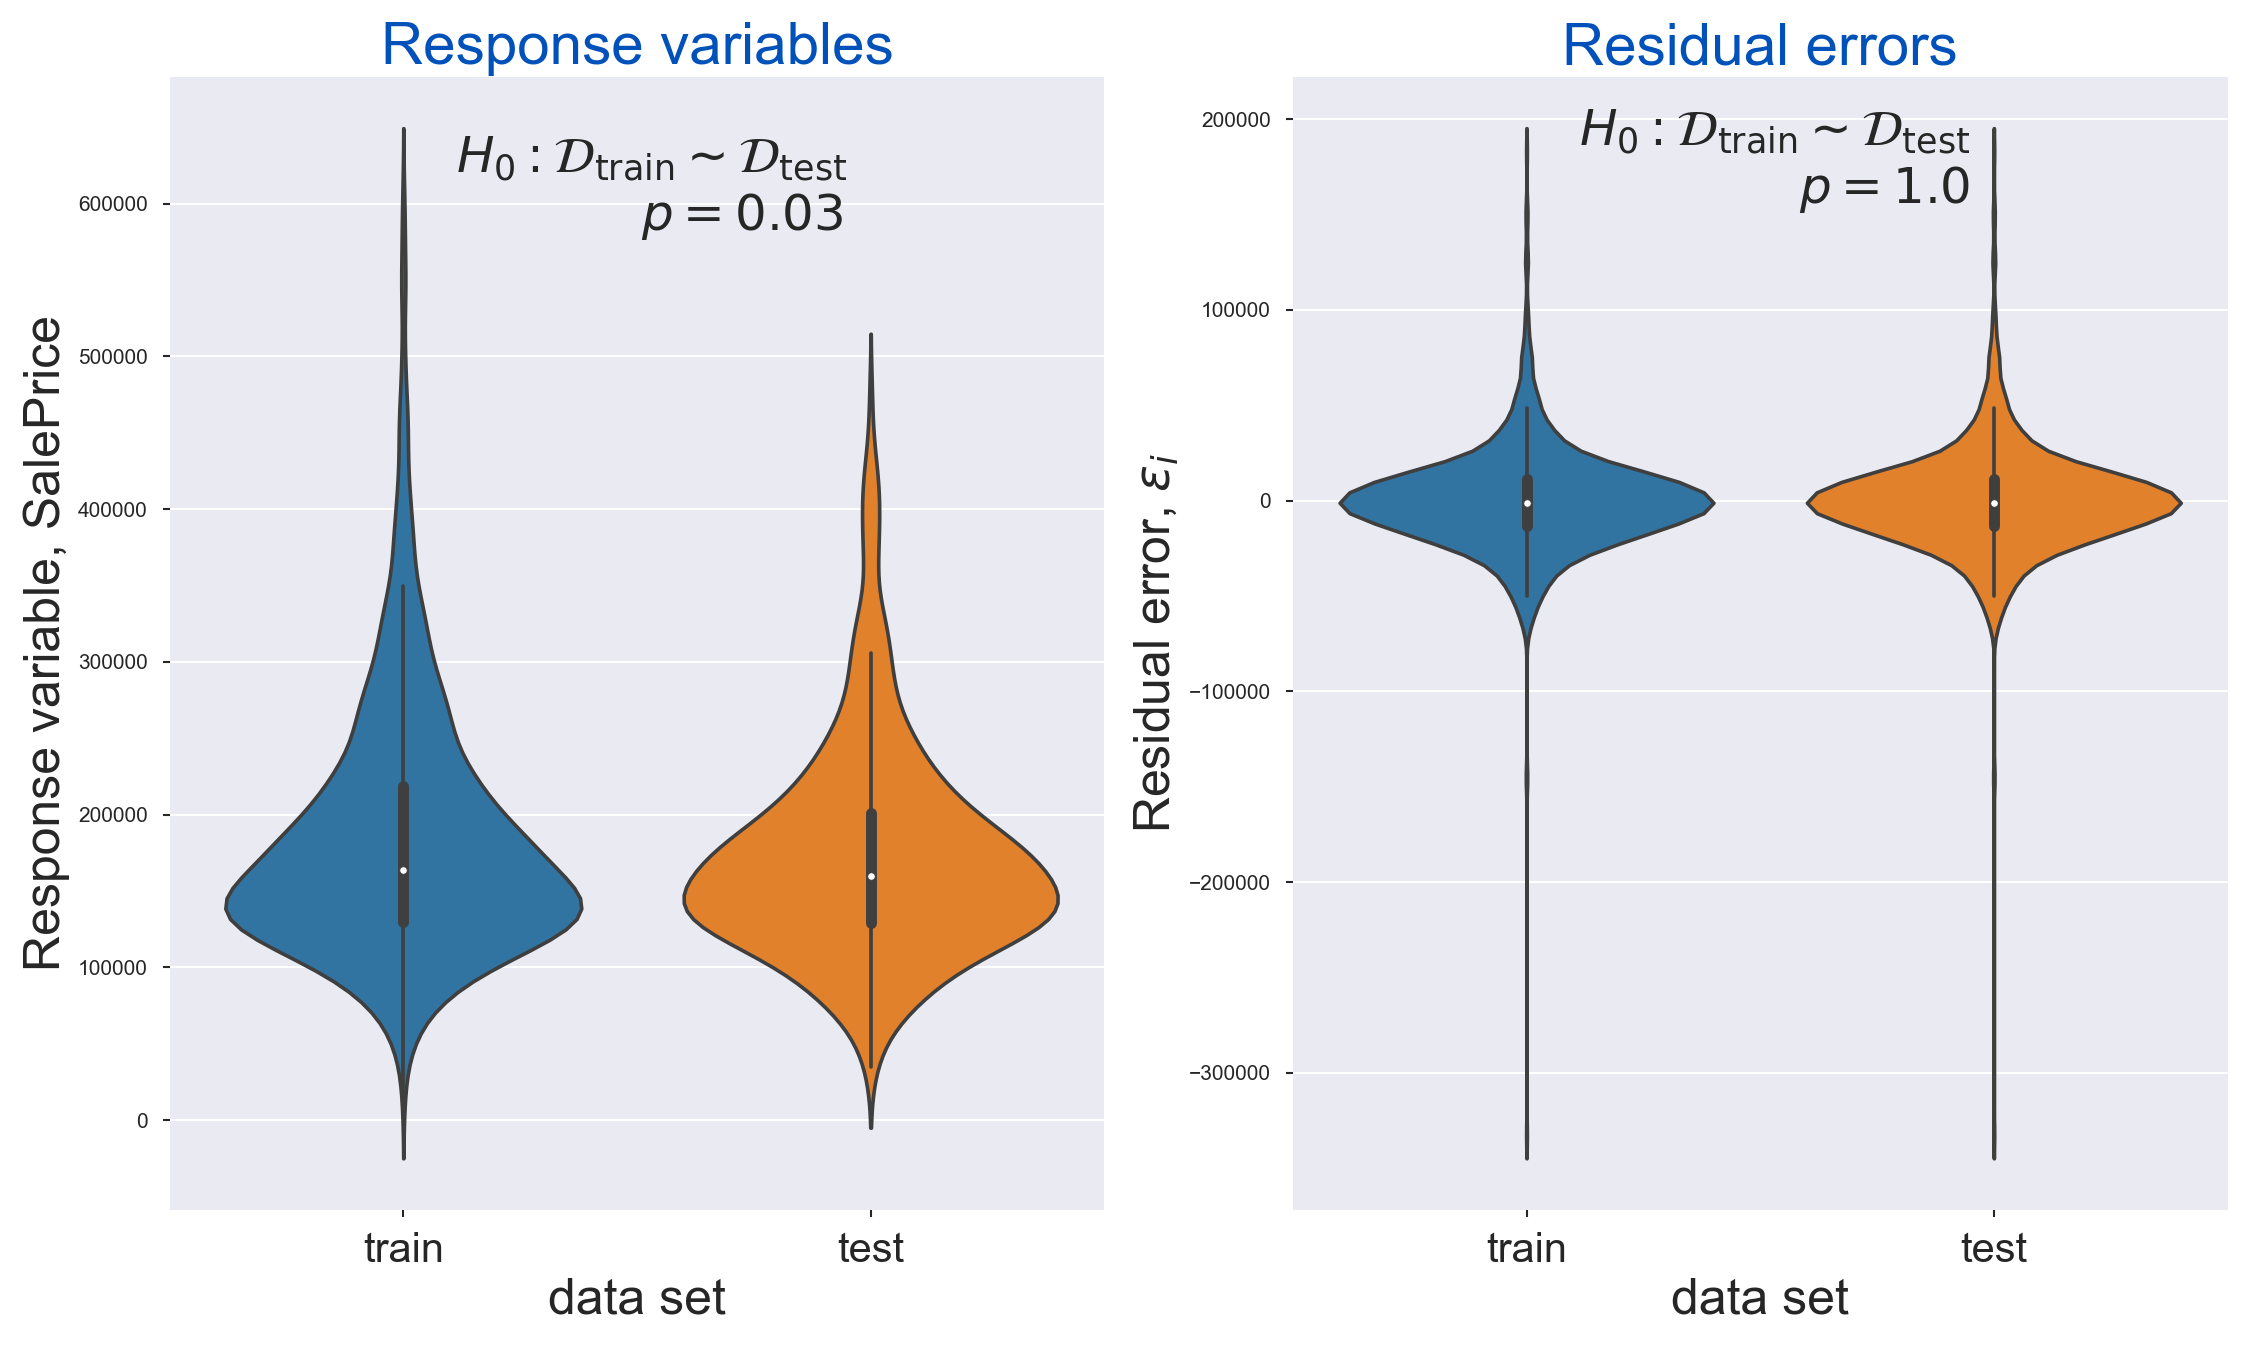 Response variables
H₀ : 𝒟train ~ 𝒟test
p = 0.03
600000
500000
400000
300000
200000
100000
0
Response variable, SalePrice
train
test
data set
Residual errors
H₀ : 𝒟train ~ 𝒟test
p = 1.0
200000
100000
0
−100000
−200000
−300000
Residual error, εᵢ
train
test
data set